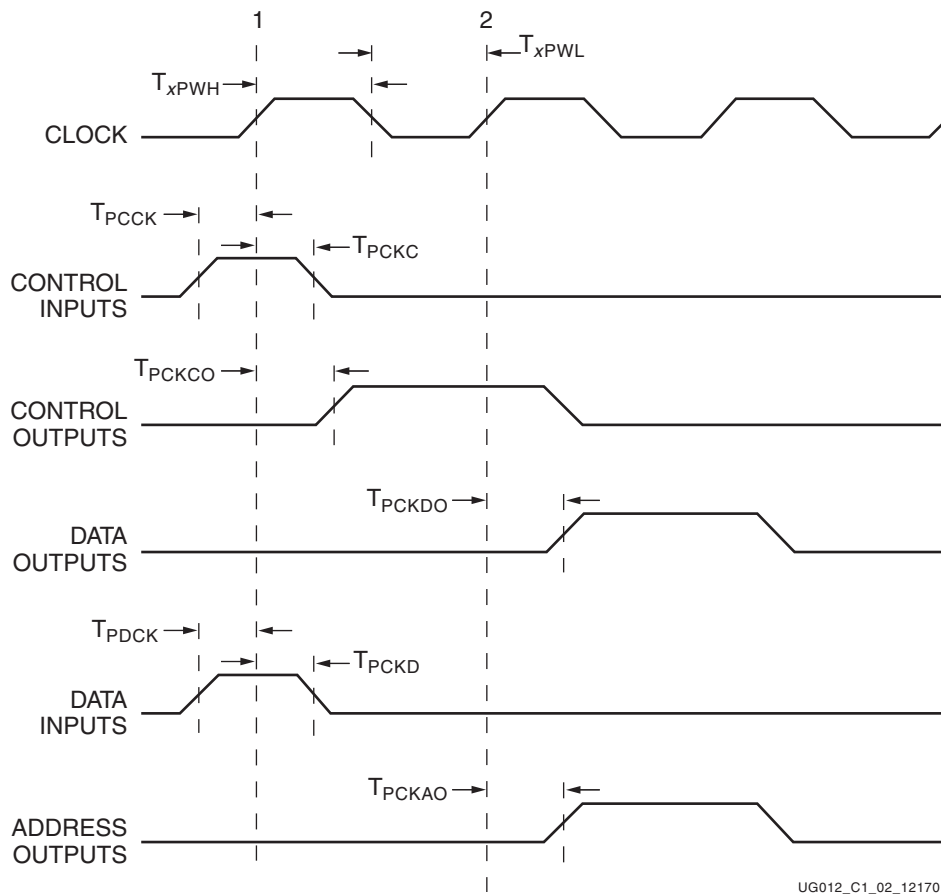 1
2
TxPWL
TxPWH
CLOCK
TPCCK
TPCKC
CONTROL
INPUTS
TPCKCO
CONTROL
OUTPUTS
TPCKDO
DATA
OUTPUTS
TPDCK
TPCKD
DATA
INPUTS
TPCKAO
ADDRESS
OUTPUTS
UG012_C1_02_12170